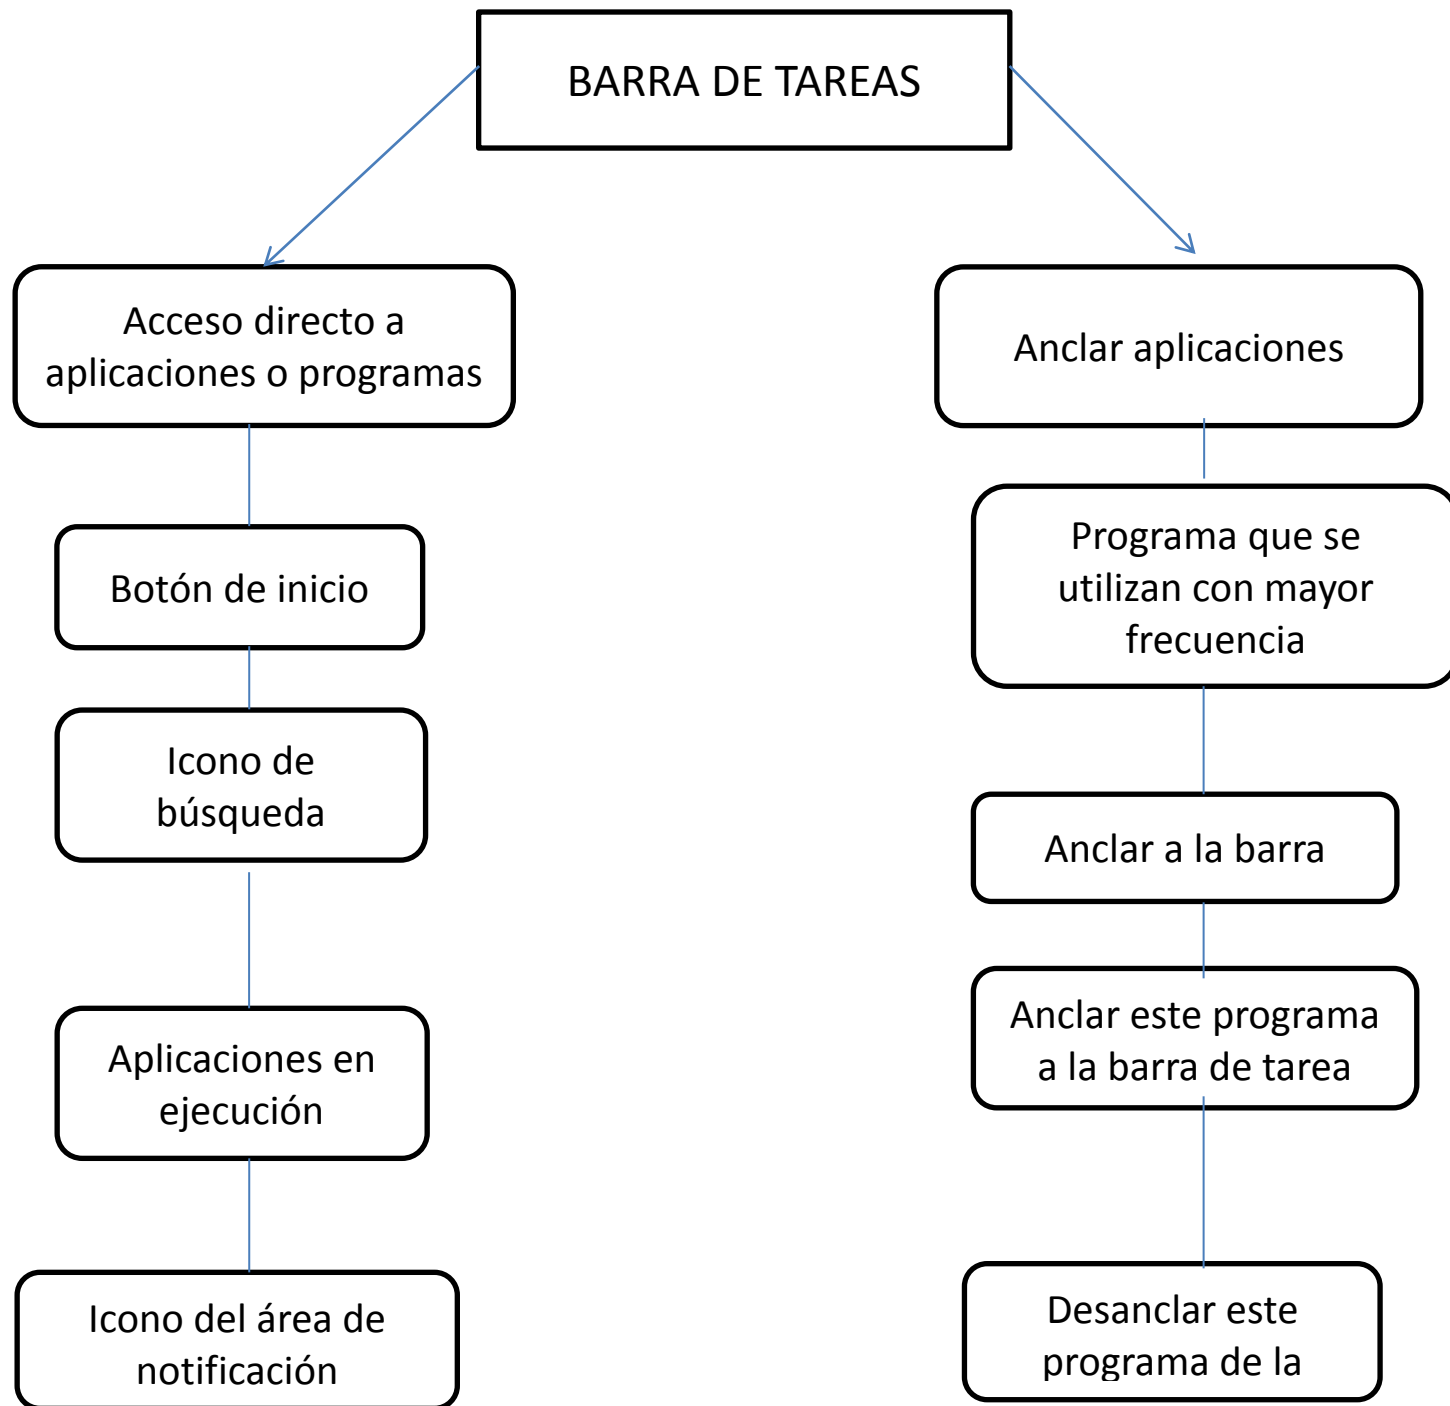 BARRA DE TAREAS
Acceso directo a
aplicaciones o programas
Botón de inicio
Icono de
búsqueda
Aplicaciones en
ejecución
Icono del área de
notificación
Anclar aplicaciones
Programa que se
utilizan con mayor
frecuencia
Anclar a la barra
Anclar este programa
a la barra de tarea
Desanclar este
programa de la